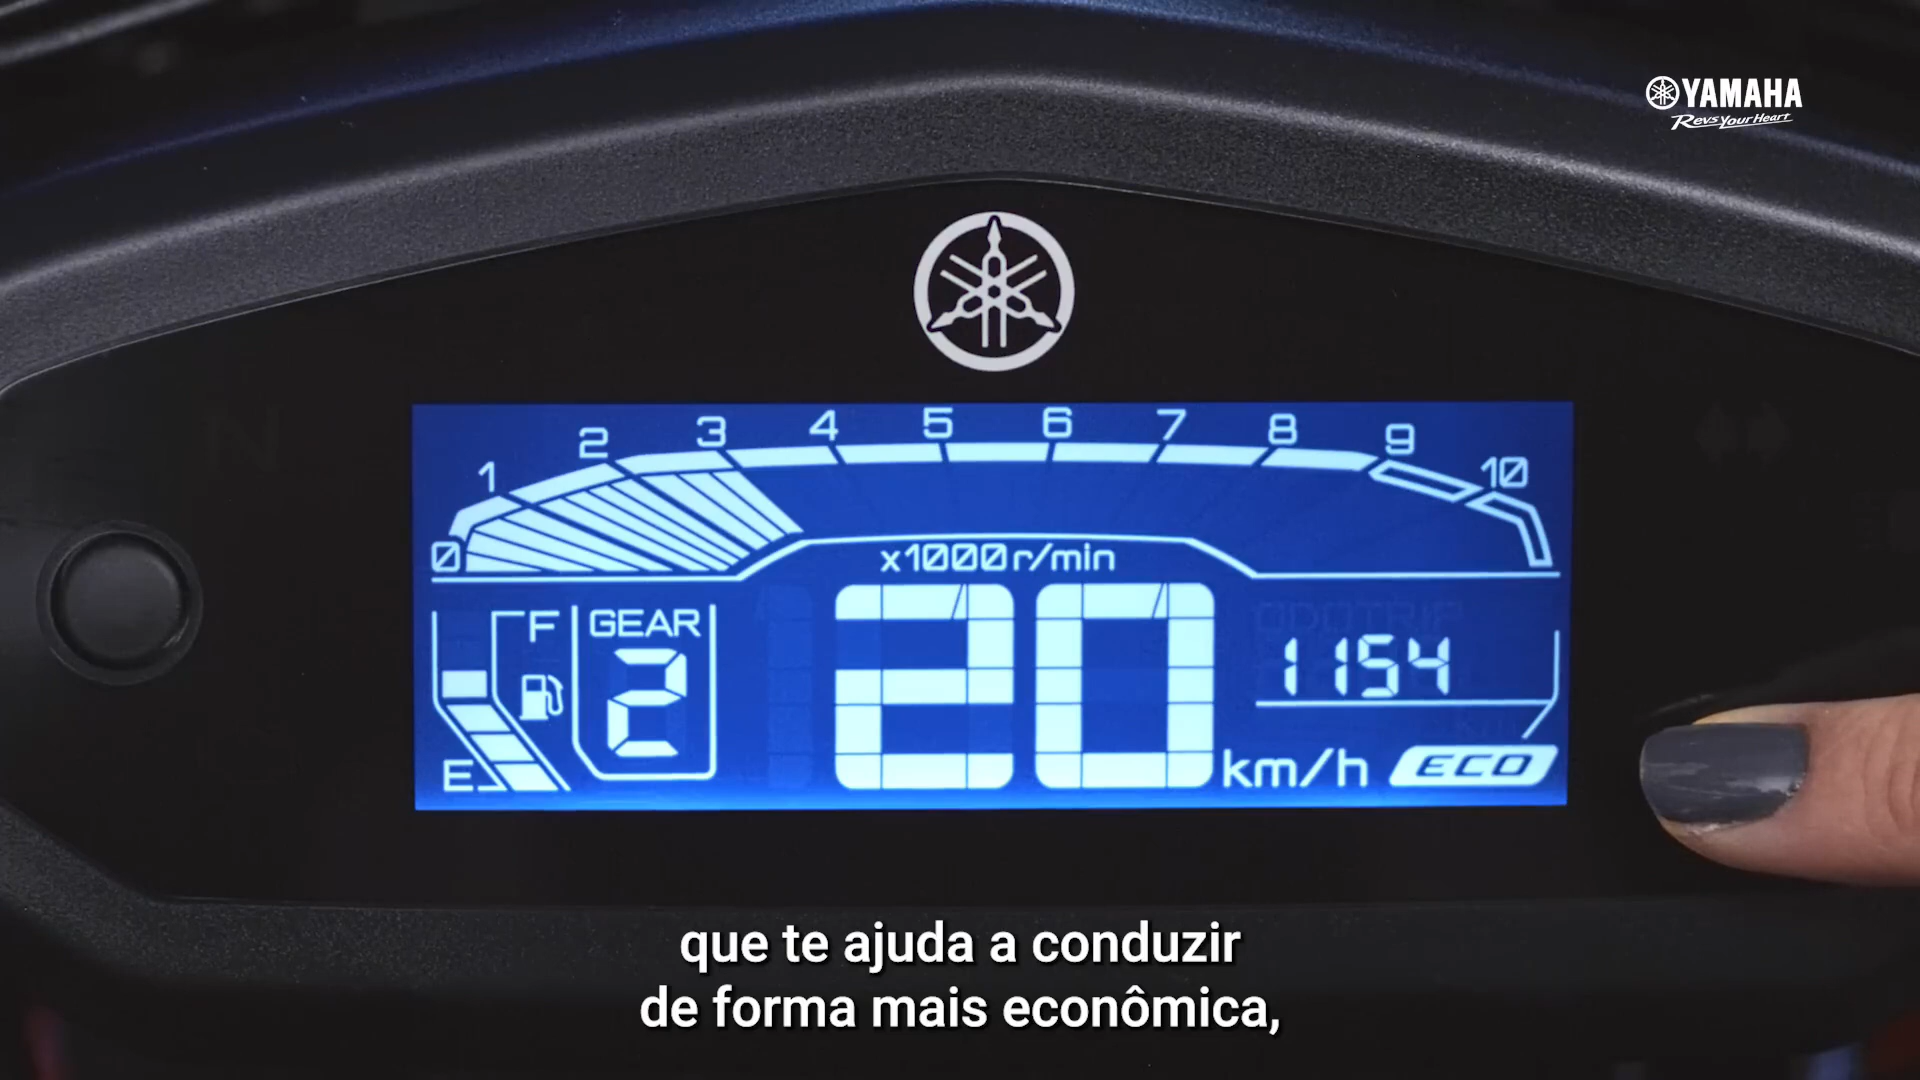 YAMAHA
Revs Your Heart
1 2 3 4 5 6 7 8 9 10
0
x1000 r/min
F
GEAR
2
20
1154
E
km/h
ECO
N
que te ajuda a conduzir
de forma mais econômica,